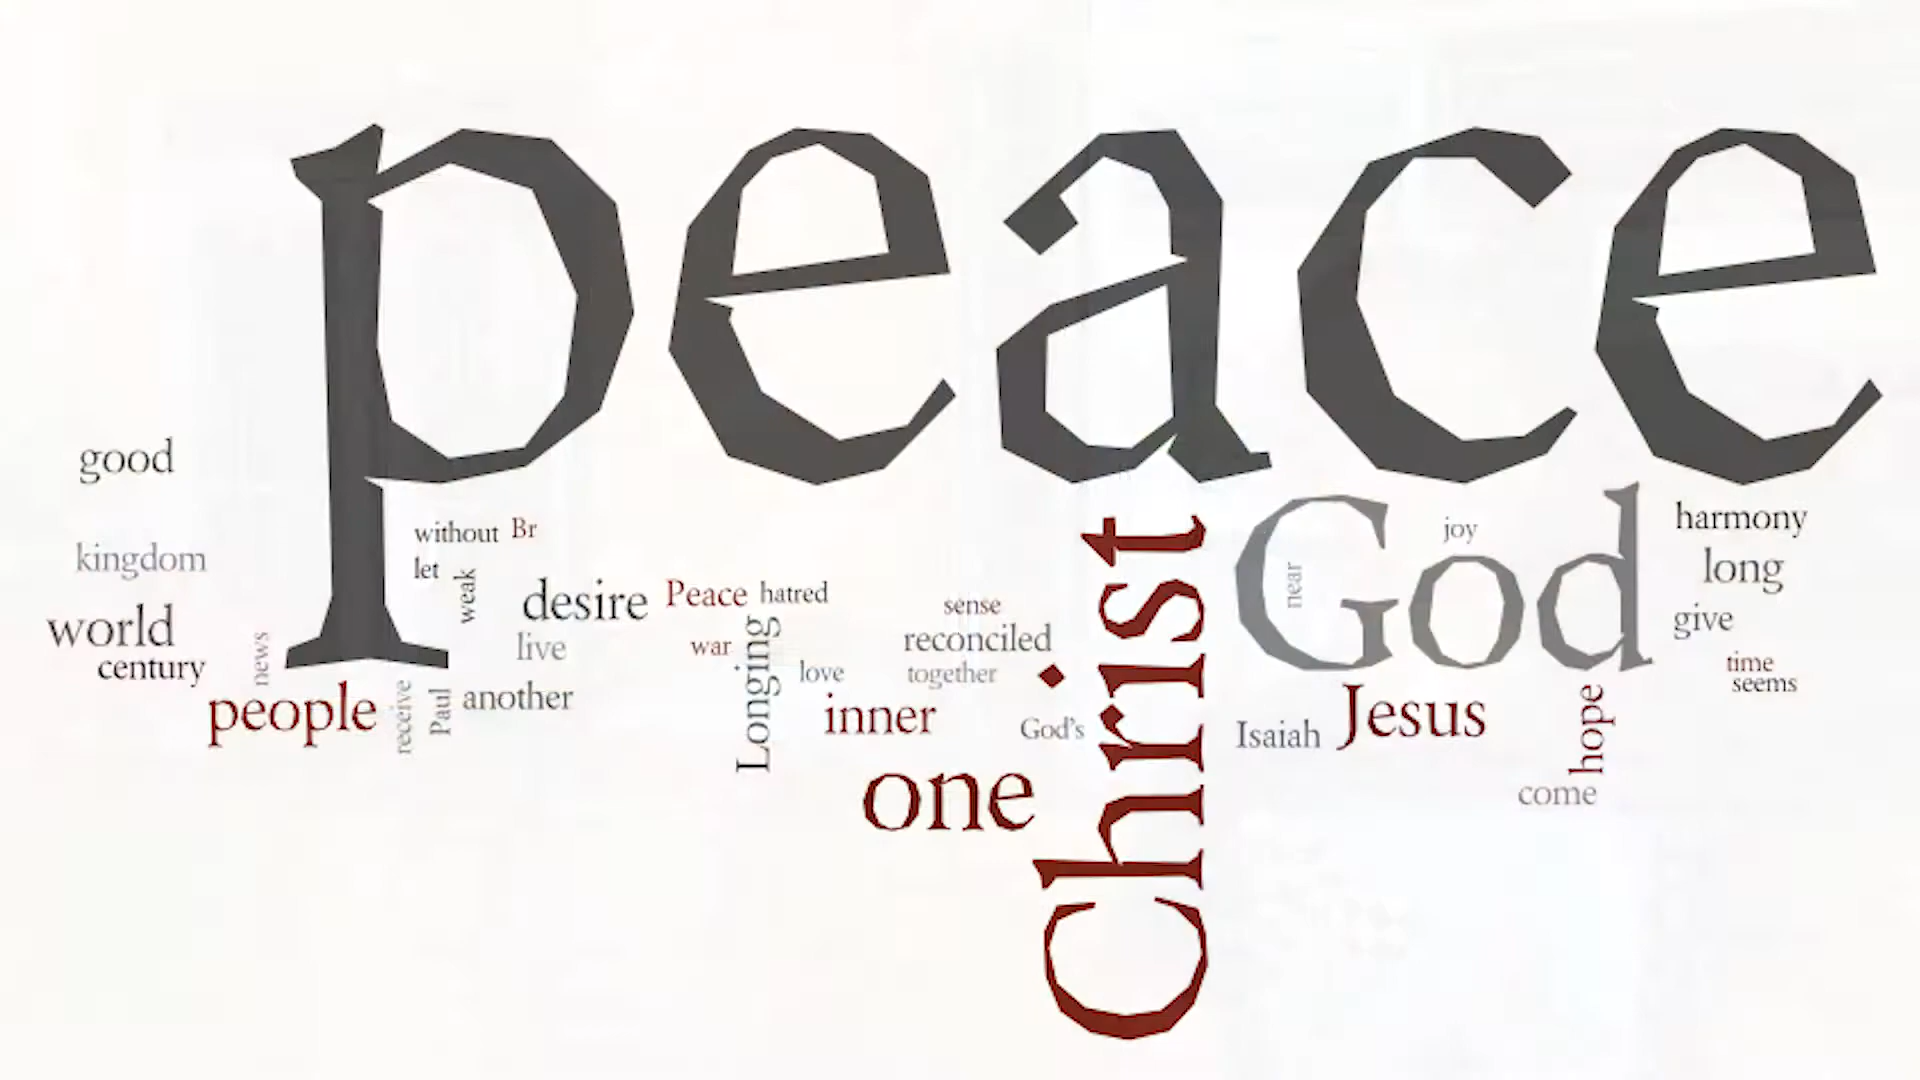 peace
good
kingdom
world
century
news
people
without Br
let
weak
receive
Paul
another
desire
live
Peace hatred
war
Longing
love
inner
sense
reconciled
together
God's
one
Christ
God
near
joy
Isaiah
Jesus
hope
come
harmony
long
give
time
seems